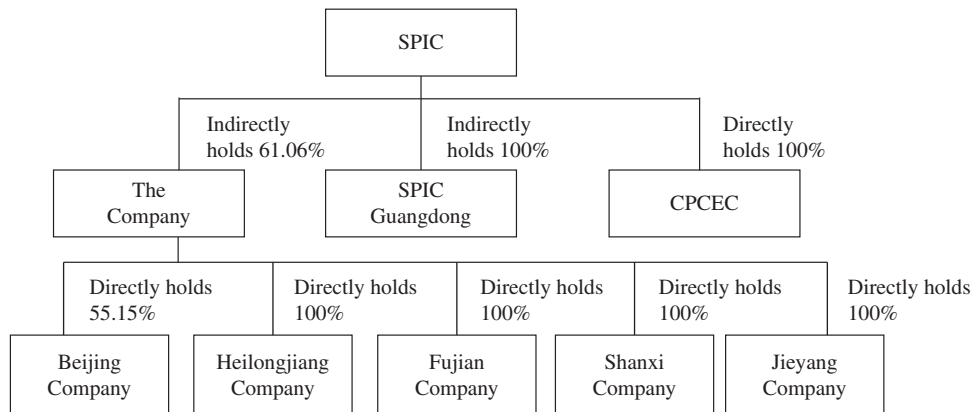 SPIC
Indirectly
holds 61.06%
Indirectly
holds 100%
Directly
holds 100%
The
Company
SPIC
Guangdong
CPCEC
Directly holds
55.15%
Directly holds
100%
Directly holds
100%
Directly holds
100%
Directly holds
100%
Beijing
Company
Heilongjiang
Company
Fujian
Company
Shanxi
Company
Jieyang
Company